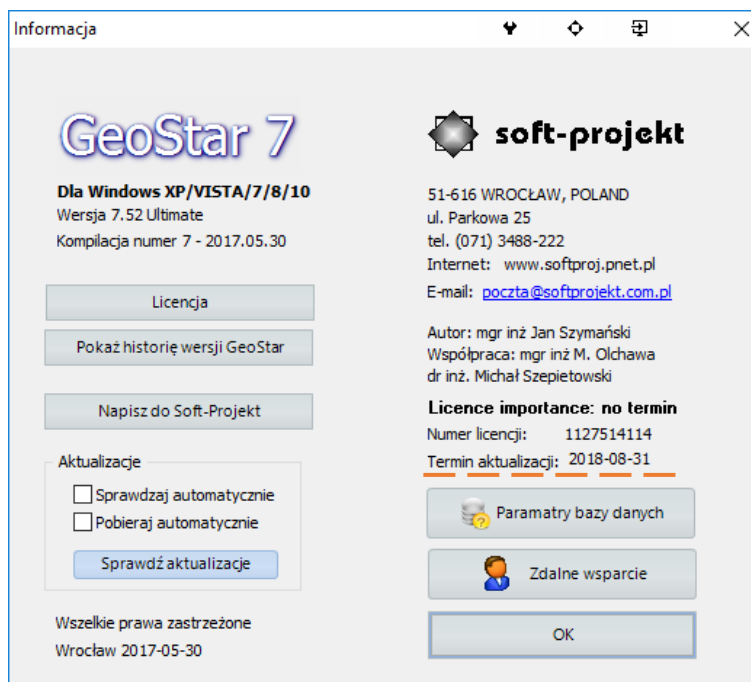 Informacja
GeoStar 7
Dla Windows XP/VISTA/7/8/10
Wersja 7.52 Ultimate
Kompilacja numer 7 - 2017.05.30
Licencja
Pokaż historię wersji GeoStar
Napisz do Soft-Projekt
Aktualizacje
Sprawdzaj automatycznie
Pobieraj automatycznie
Sprawdź aktualizacje
Wszelkie prawa zastrzeżone
Wrocław 2017-05-30
soft-projekt
51-616 WROCŁAW, POLAND
ul. Parkowa 25
tel. (071) 3488-222
Internet: www.softproj.pnet.pl
E-mail: poczta@softprojekt.com.pl
Autor: mgr inż Jan Szymański
Współpraca: mgr inż M. Olchawa
dr inż. Michał Szepietowski
Licence importance: no termin
Numer licencji: 1127514114
Termin aktualizacji: 2018-08-31
Paramatry bazy danych
Zdalne wsparcie
OK